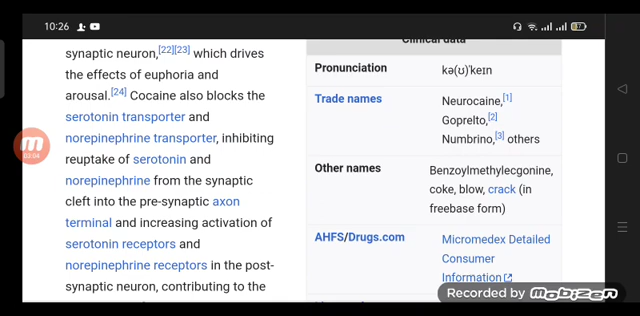 10:26
87
synaptic neuron,[22][23] which drives
the effects of euphoria and
arousal.[24] Cocaine also blocks the
serotonin transporter and
norepinephrine transporter, inhibiting
reuptake of serotonin and
norepinephrine from the synaptic
cleft into the pre-synaptic axon
terminal and increasing activation of
serotonin receptors and
norepinephrine receptors in the post-
synaptic neuron, contributing to the
Clinical data
Pronunciation kə(ʊ)ˈkeɪn
Trade names Neurocaine,[1]
Goprelto,[2]
Numbrino,[3] others
Other names Benzoylmethylecgonine,
coke, blow, crack (in
freebase form)
AHFS/Drugs.com Micromedex Detailed
Consumer
Information
m
03:04
Recorded by mobizen